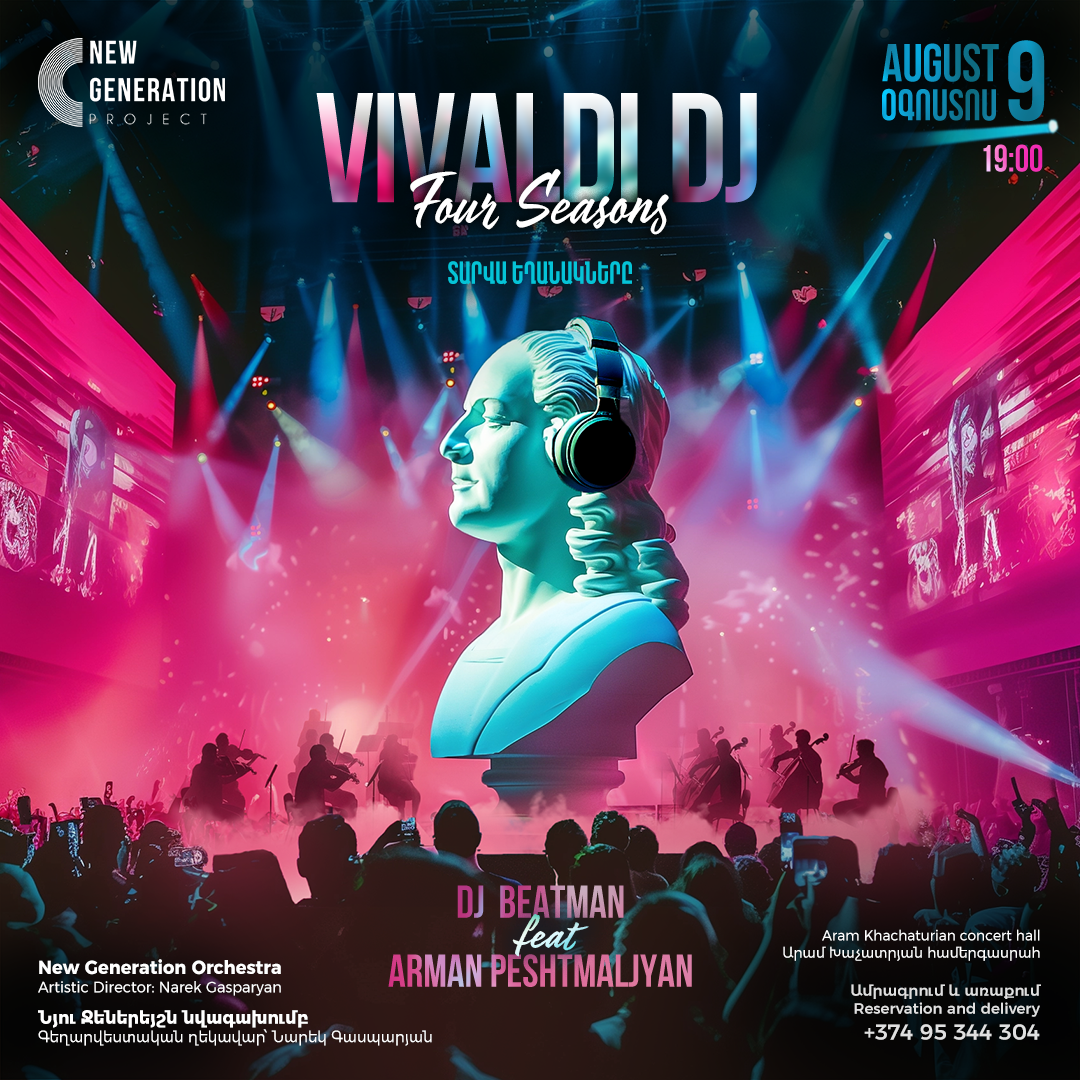 NEW
GENERATION
PROJECT
AUGUST 9
ՕԳՈՍՏՈՍ
19:00
VIVALDI DJ
Four Seasons
ՏԱՐՎԱ ԵՂԱՆԱԿՆԵՐԸ
DJ BEATMAN
feat
ARMAN PESHTMALJYAN
New Generation Orchestra
Artistic Director: Narek Gasparyan
Նյու Ջեներեյշն նվագախումբ
Գեղարվեստական ղեկավար՝ Նարեկ Գասպարյան
Aram Khachaturian concert hall
Արամ Խաչատրյան համերգասրահ
Ամրագրում և առաքում
Reservation and delivery
+374 95 344 304